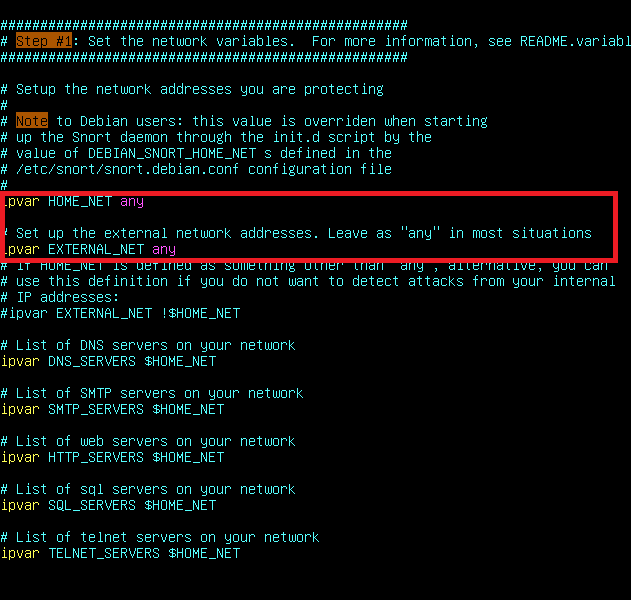 ###################################################
# Step #1: Set the network variables.  For more information, see README.variabl
###################################################
# Setup the network addresses you are protecting
#
# Note to Debian users: this value is overriden when starting
# up the Snort daemon through the init.d script by the
# value of DEBIAN_SNORT_HOME_NET s defined in the
# /etc/snort/snort.debian.conf configuration file
#
ipvar HOME_NET any
# Set up the external network addresses. Leave as "any" in most situations
ipvar EXTERNAL_NET any
# If HOME_NET is defined as something other than "any", alternative, you can
# use this definition if you do not want to detect attacks from your internal
# IP addresses:
#ipvar EXTERNAL_NET !$HOME_NET
# List of DNS servers on your network
ipvar DNS_SERVERS $HOME_NET
# List of SMTP servers on your network
ipvar SMTP_SERVERS $HOME_NET
# List of web servers on your network
ipvar HTTP_SERVERS $HOME_NET
# List of sql servers on your network
ipvar SQL_SERVERS $HOME_NET
# List of telnet servers on your network
ipvar TELNET_SERVERS $HOME_NET